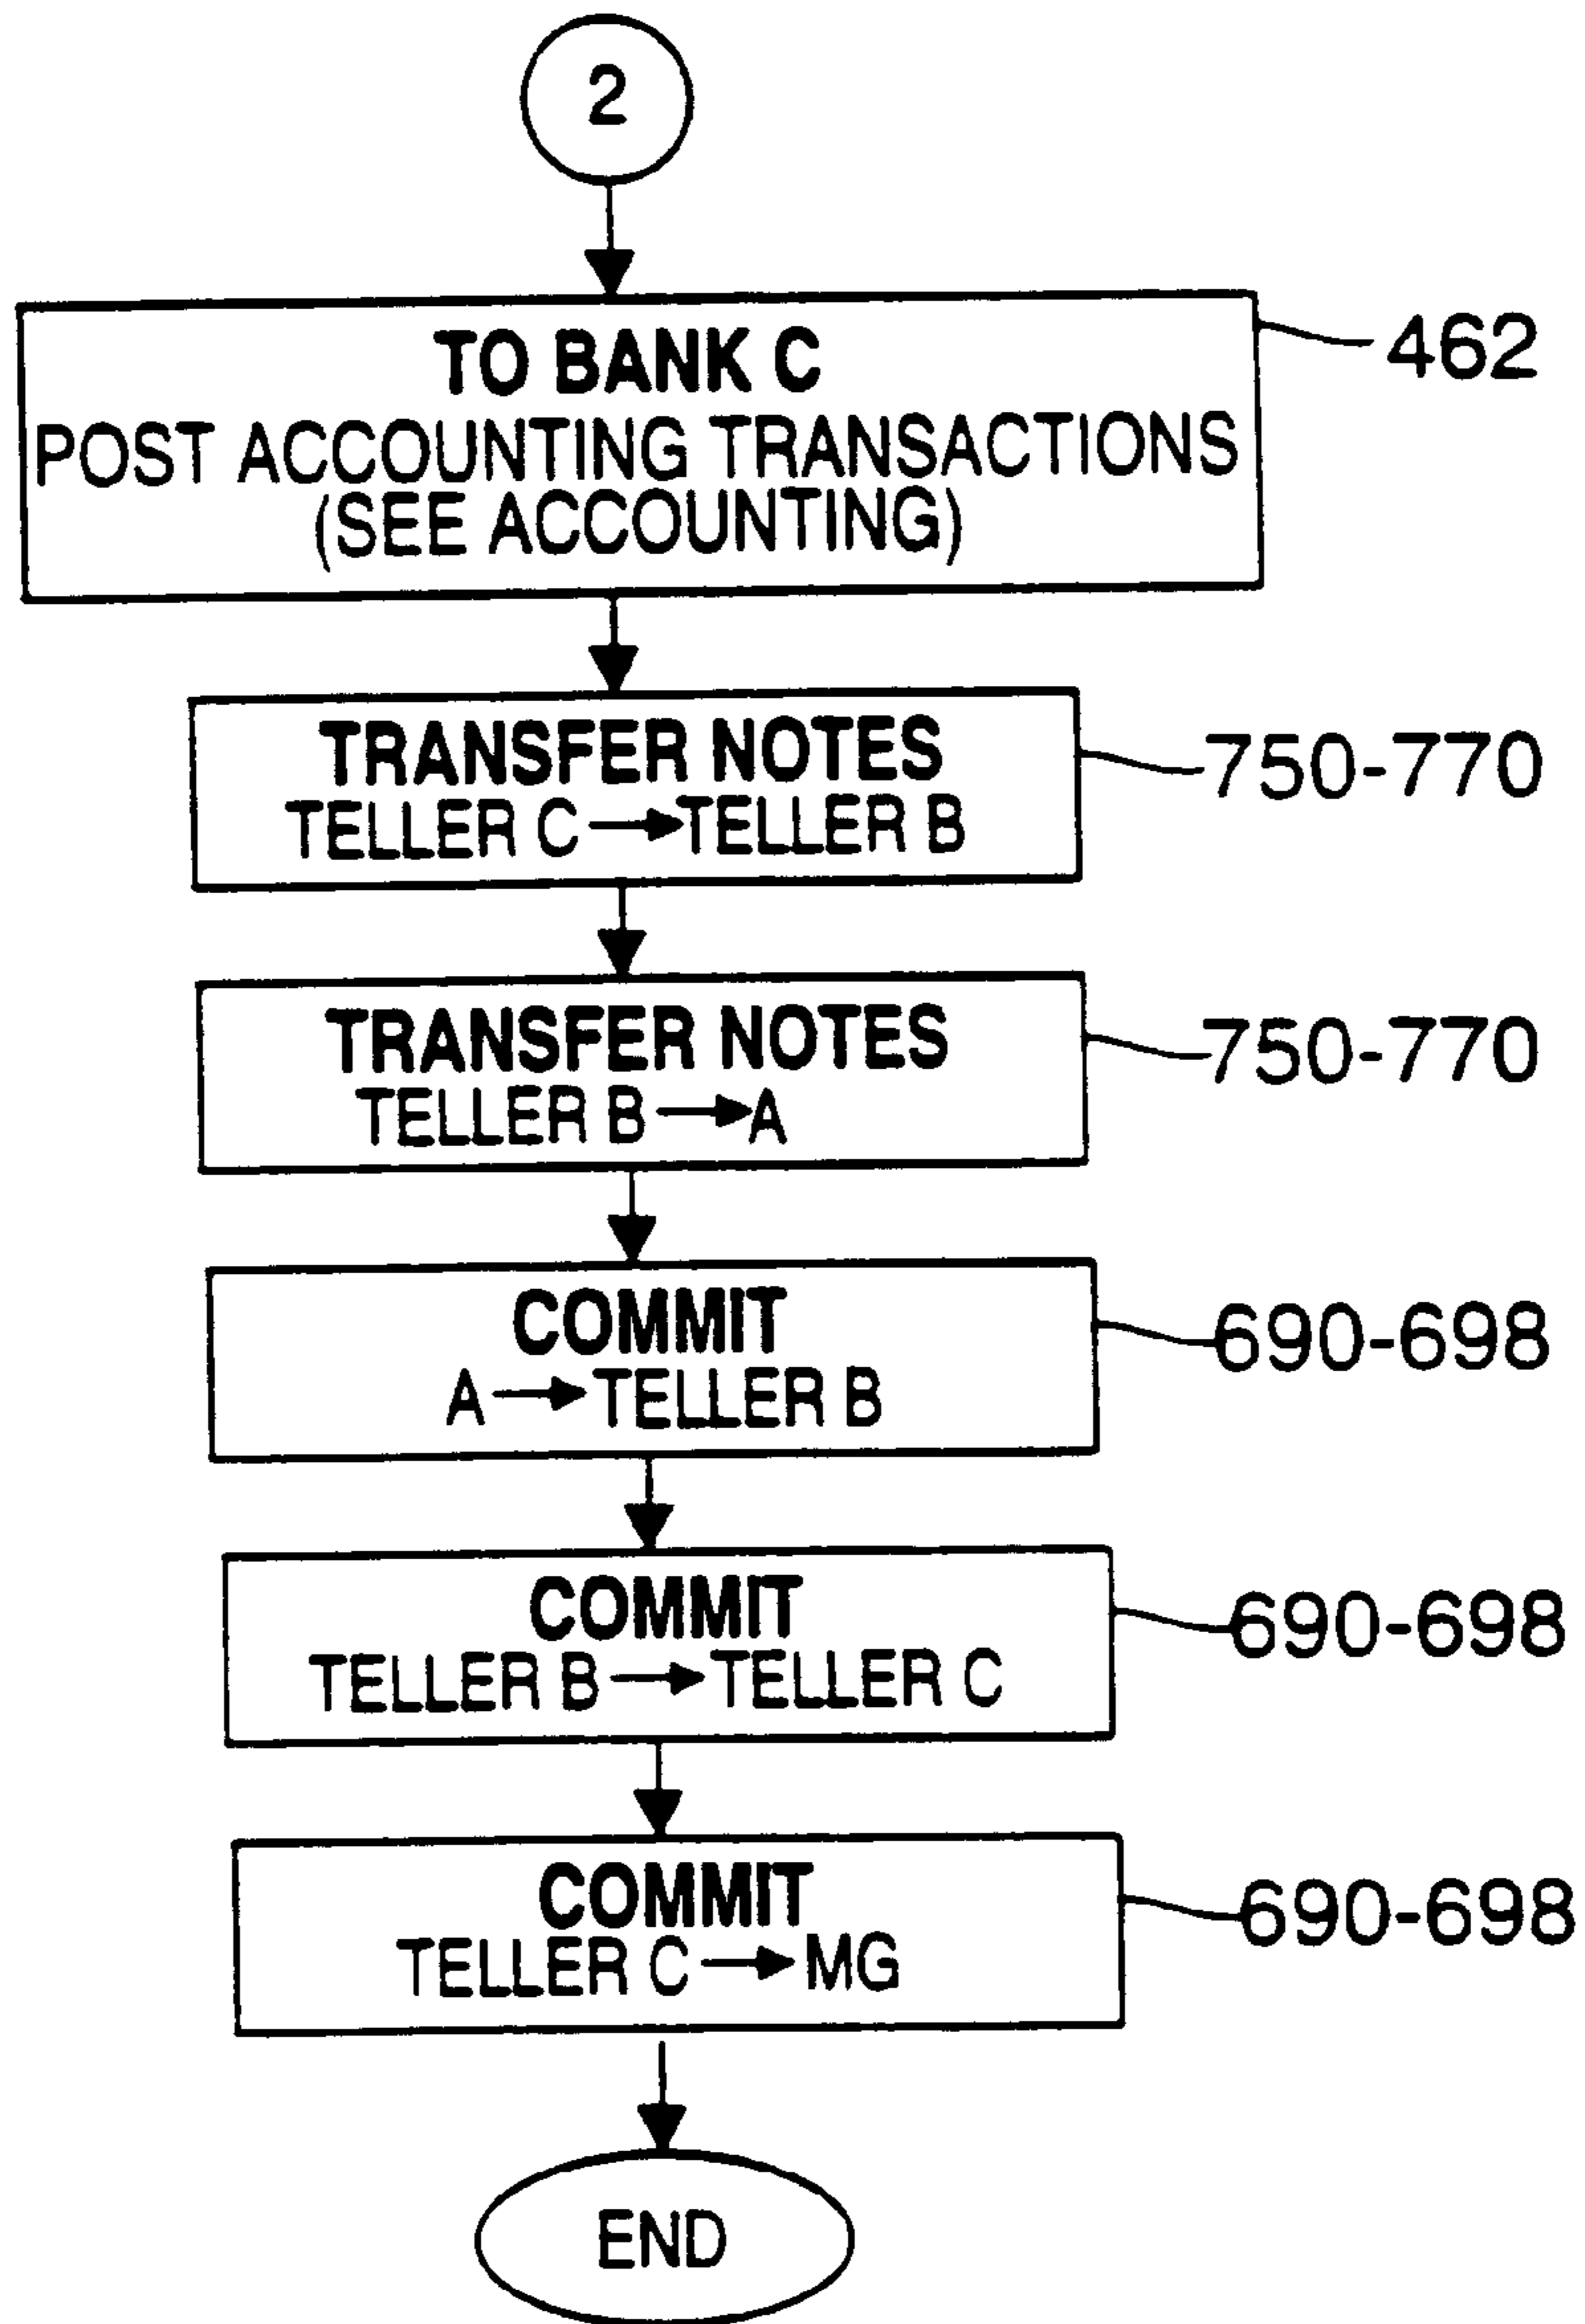 2
TO BANK C
462
POST ACCOUNTING TRANSACTIONS
(SEE ACCOUNTING)
TRANSFER NOTES
750-770
TELLER C → TELLER B
TRANSFER NOTES
750-770
TELLER B → A
COMMIT
690-698
A → TELLER B
COMMIT
690-698
TELLER B → TELLER C
COMMIT
690-698
TELLER C → MG
END